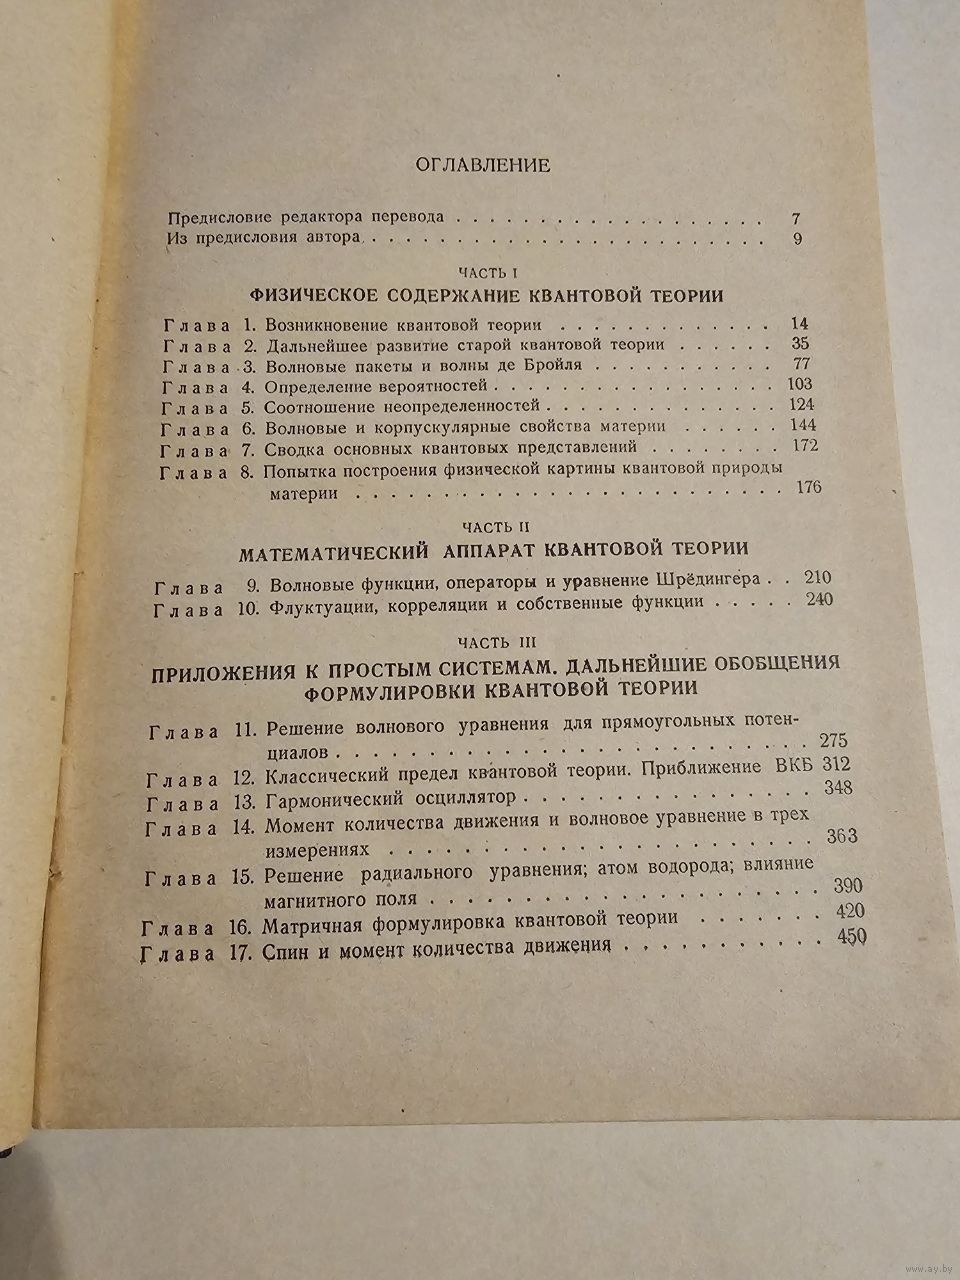 ОГЛАВЛЕНИЕ
Предисловие редактора перевода . . . . . . . . . . . . . . . . . . . 7
Из предисловия автора . . . . . . . . . . . . . . . . . . . . . . . . 9
ЧАСТЬ I
ФИЗИЧЕСКОЕ СОДЕРЖАНИЕ КВАНТОВОЙ ТЕОРИИ
Глава 1. Возникновение квантовой теории . . . . . . . . . . . . . 14
Глава 2. Дальнейшее развитие старой квантовой теории . . . . . . 35
Глава 3. Волновые пакеты и волны де Бройля . . . . . . . . . . . 77
Глава 4. Определение вероятностей . . . . . . . . . . . . . . . . . 103
Глава 5. Соотношение неопределенностей . . . . . . . . . . . . . . 124
Глава 6. Волновые и корпускулярные свойства материи . . . . . . 144
Глава 7. Сводка основных квантовых представлений . . . . . . . . 172
Глава 8. Попытка построения физической картины квантовой природы
материи . . . . . . . . . . . . . . . . . . . . . . . . . 176
ЧАСТЬ II
МАТЕМАТИЧЕСКИЙ АППАРАТ КВАНТОВОЙ ТЕОРИИ
Глава 9. Волновые функции, операторы и уравнение Шрёдингера . . 210
Глава 10. Флуктуации, корреляции и собственные функции . . . . . 240
ЧАСТЬ III
ПРИЛОЖЕНИЯ К ПРОСТЫМ СИСТЕМАМ. ДАЛЬНЕЙШИЕ ОБОБЩЕНИЯ
ФОРМУЛИРОВКИ КВАНТОВОЙ ТЕОРИИ
Глава 11. Решение волнового уравнения для прямоугольных потен-
циалов . . . . . . . . . . . . . . . . . . . . . . . . . . 275
Глава 12. Классический предел квантовой теории. Приближение ВКБ 312
Глава 13. Гармонический осциллятор . . . . . . . . . . . . . . . . 348
Глава 14. Момент количества движения и волновое уравнение в трех
измерениях . . . . . . . . . . . . . . . . . . . . . . . 363
Глава 15. Решение радиального уравнения; атом водорода; влияние
магнитного поля . . . . . . . . . . . . . . . . . . . . . 390
Глава 16. Матричная формулировка квантовой теории . . . . . . . 420
Глава 17. Спин и момент количества движения . . . . . . . . . . . 450
www.ay.by